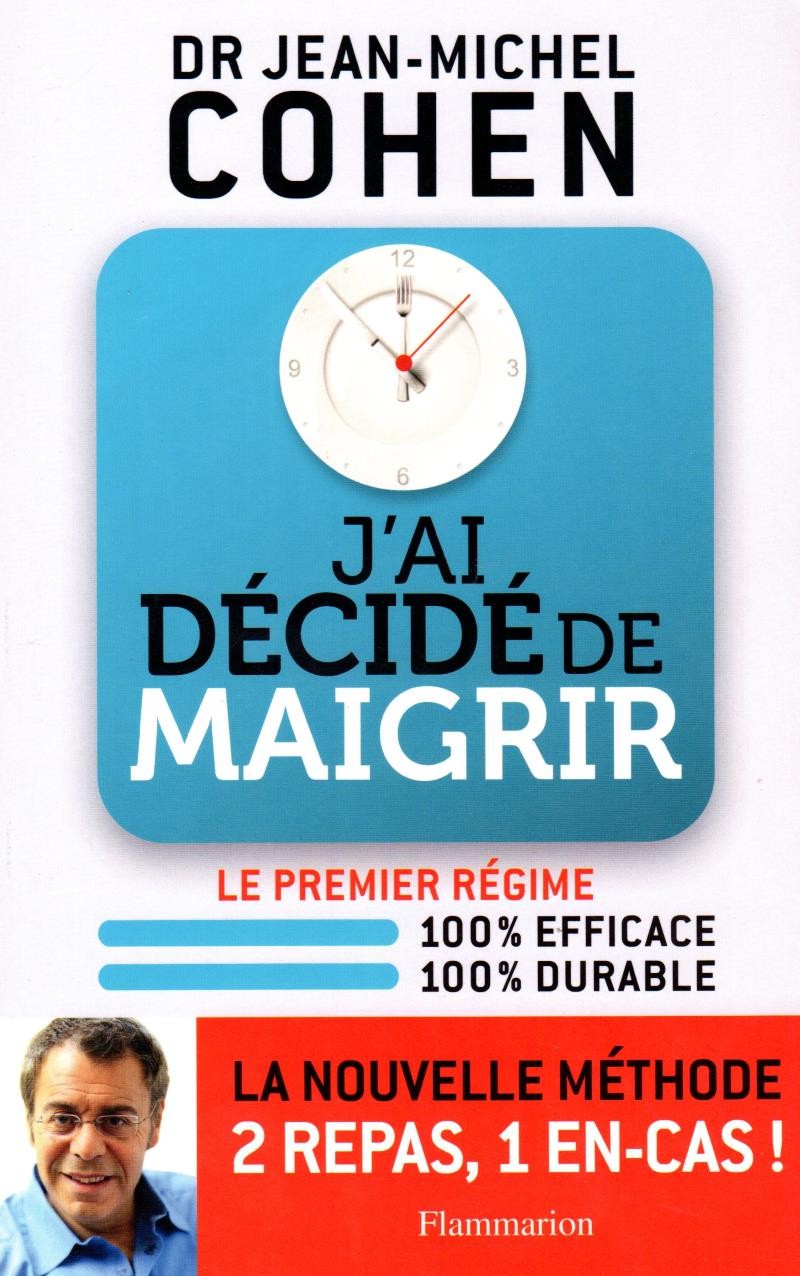 DR JEAN-MICHEL
COHEN
12
9
3
6
J'AI
DÉCIDÉ DE
MAIGRIR
LE PREMIER RÉGIME
100% EFFICACE
100% DURABLE
LA NOUVELLE MÉTHODE
2 REPAS, 1 EN-CAS !
Flammarion